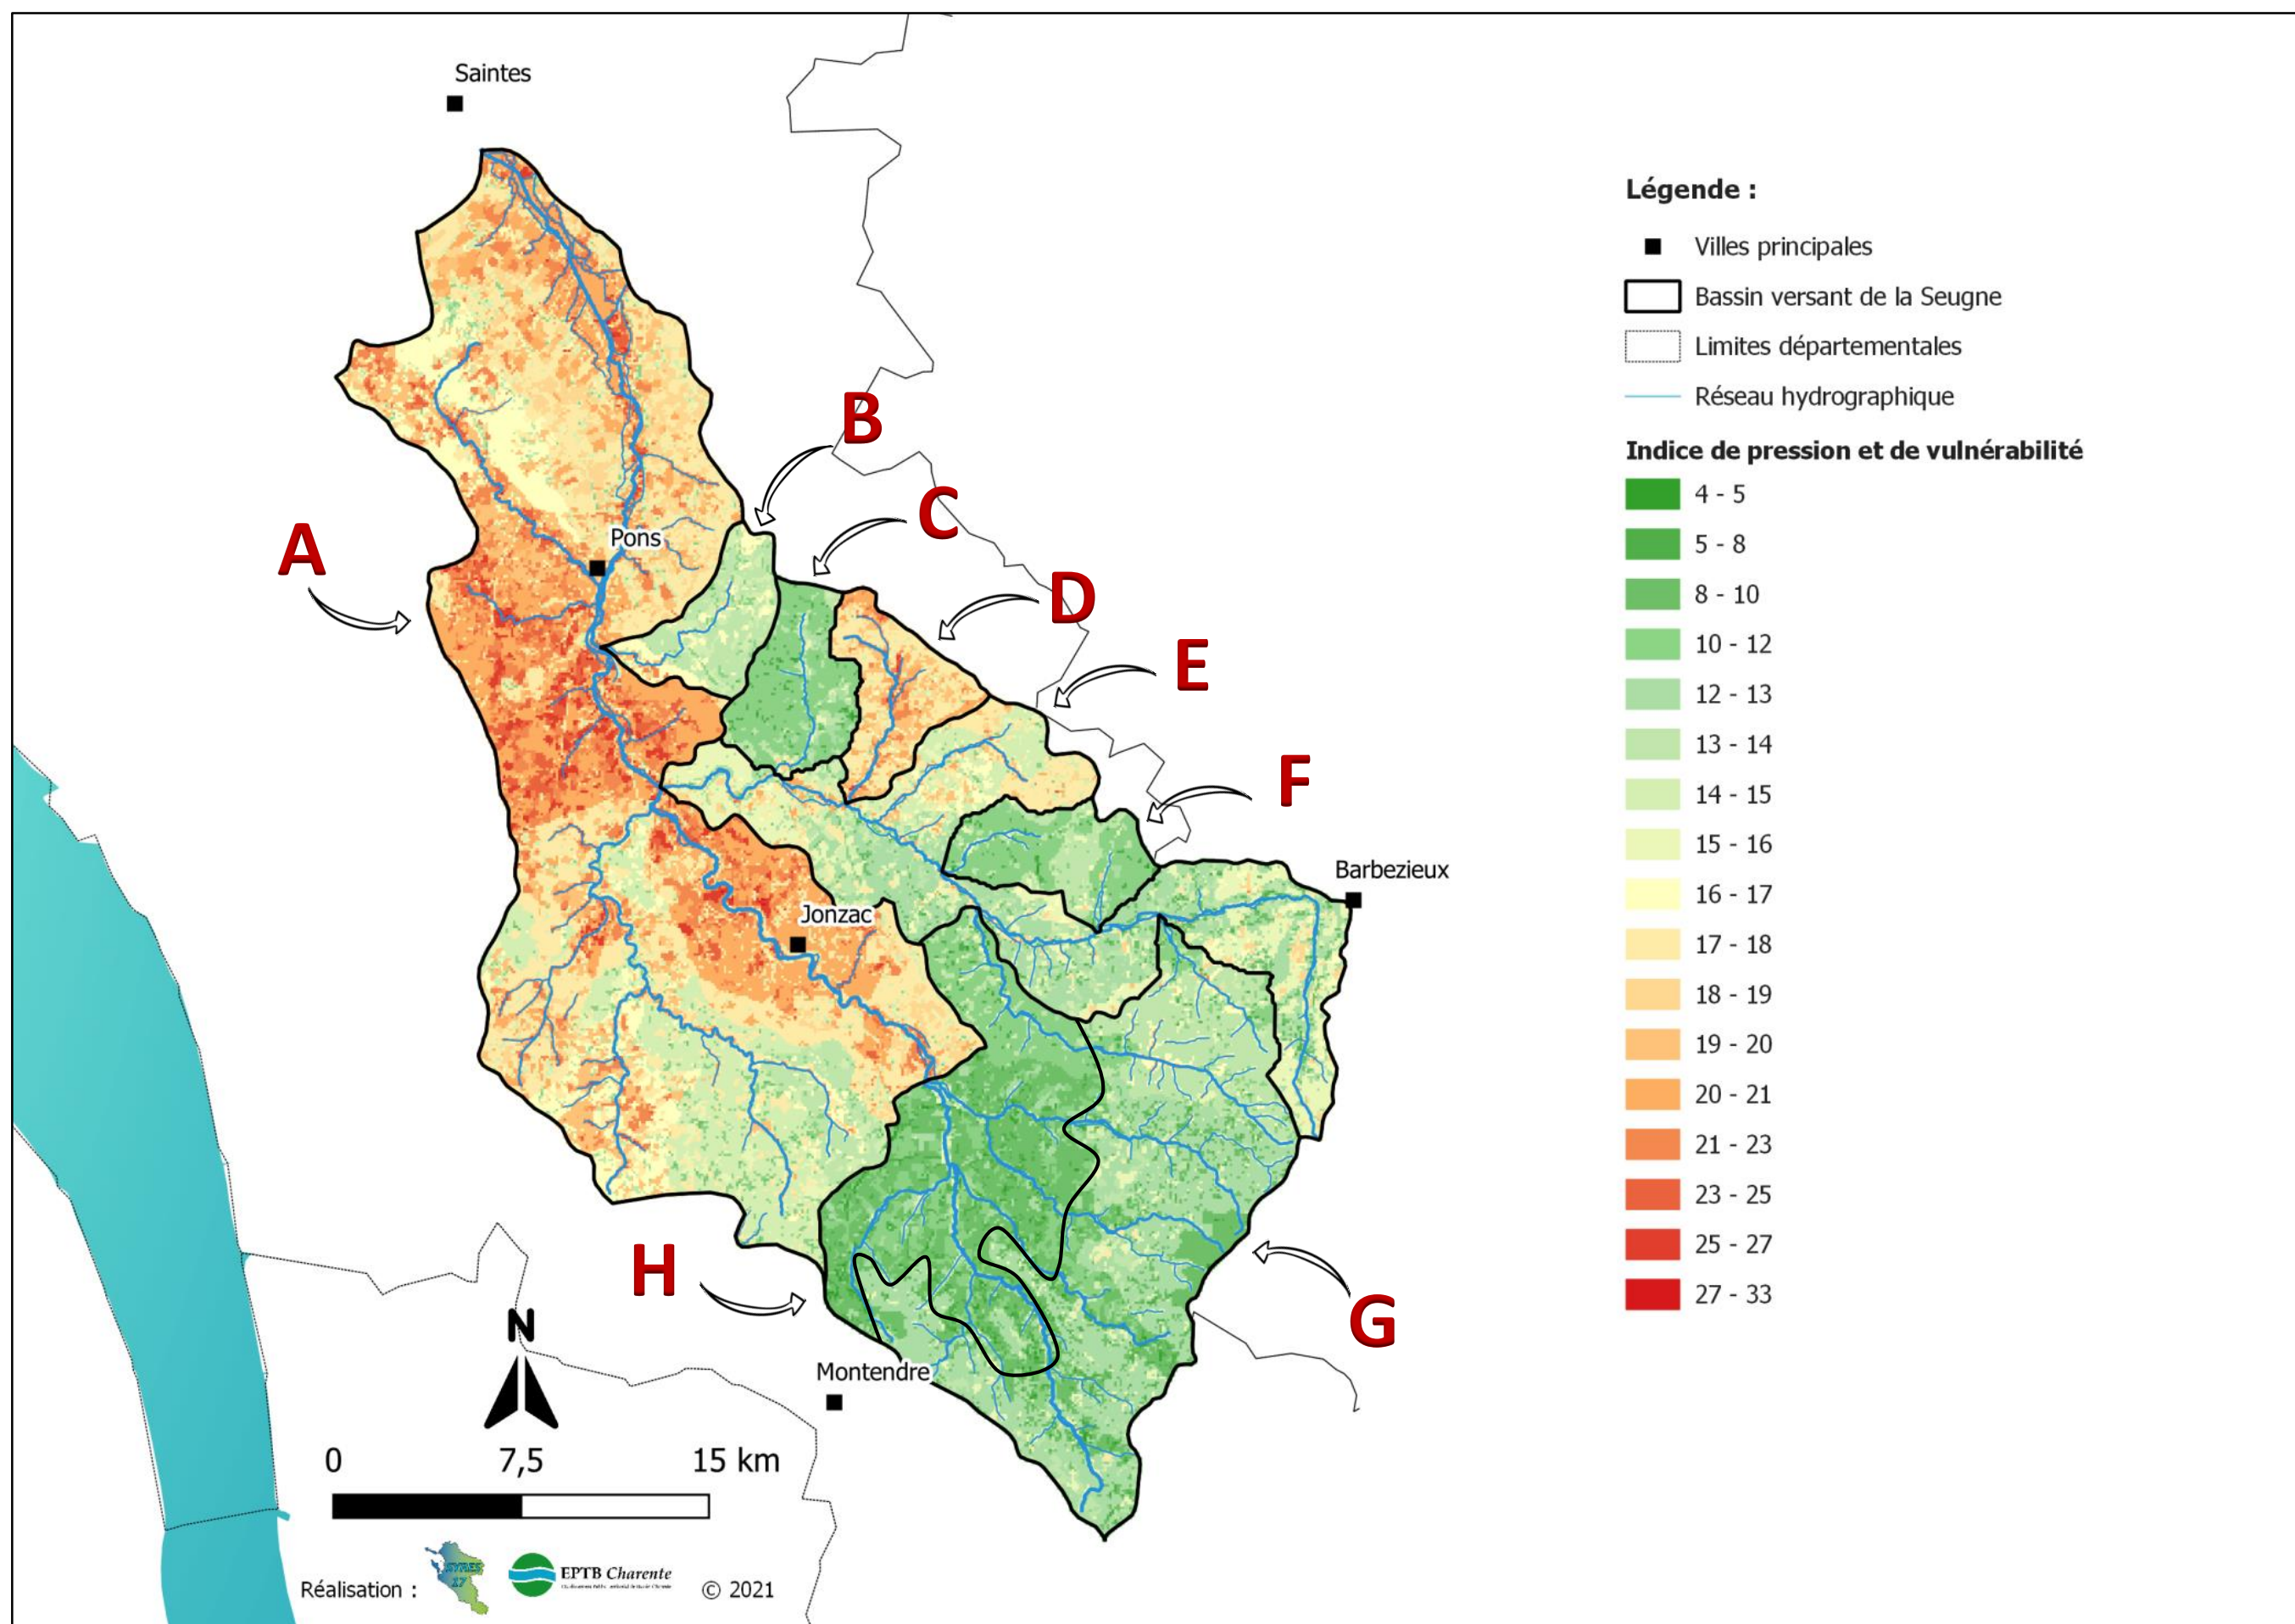 Saintes
Légende :
Villes principales
Bassin versant de la Seugne
Limites départementales
Réseau hydrographique
Indice de pression et de vulnérabilité
4 - 5
5 - 8
8 - 10
10 - 12
12 - 13
13 - 14
14 - 15
15 - 16
16 - 17
17 - 18
18 - 19
19 - 20
20 - 21
21 - 23
23 - 25
25 - 27
27 - 33
B
C
A
Pons
D
E
F
Barbezieux
Jonzac
H
G
N
Montendre
0 7,5 15 km
Réalisation :
EPTB Charente
© 2021